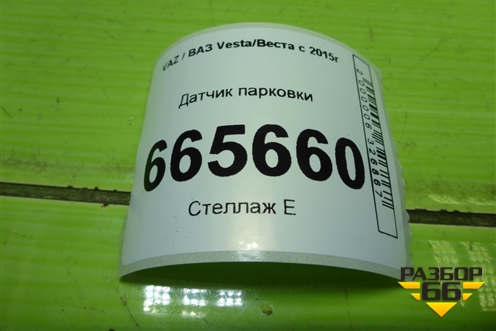 VAZ / ВАЗ Vesta/Веста с 2015г
Датчик парковки
665660
Стеллаж Е
РАЗБОР
66